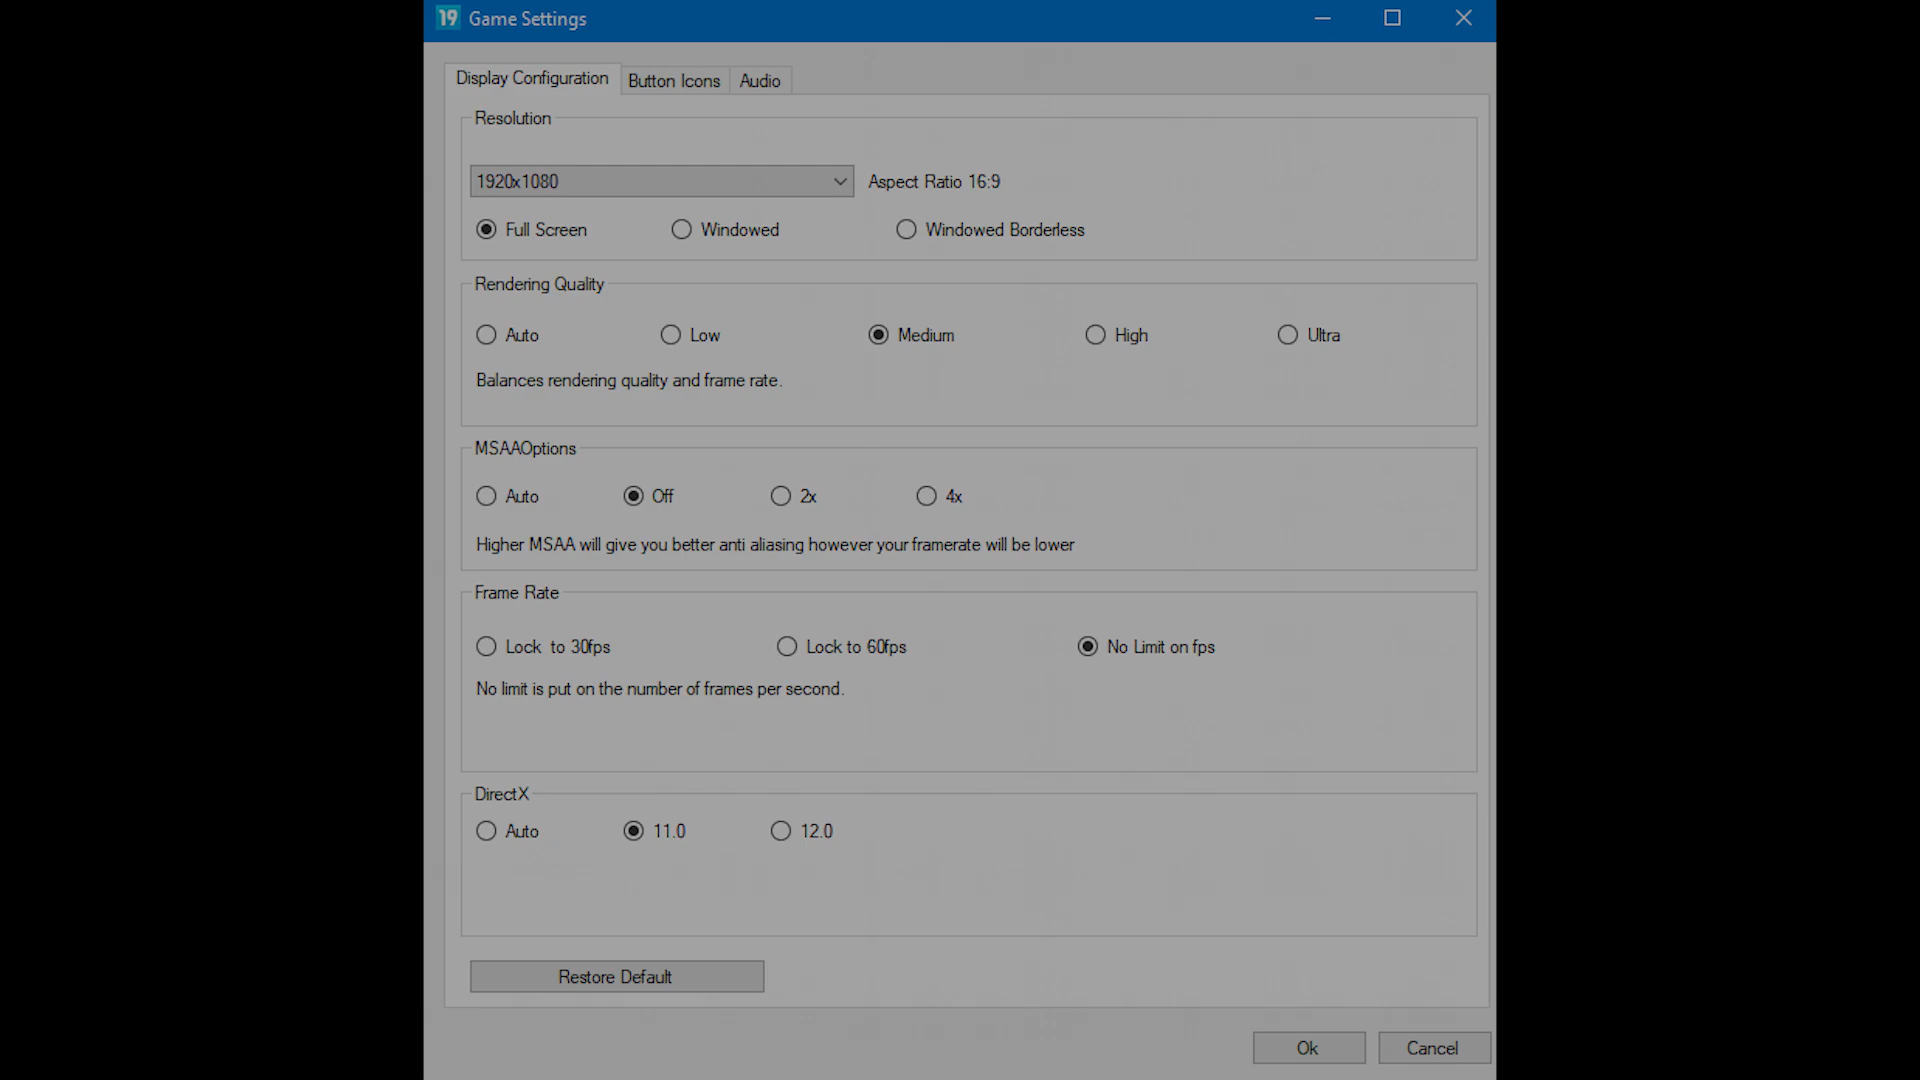 19 Game Settings
Display Configuration Button Icons Audio
Resolution
1920x1080 Aspect Ratio 16:9
Full Screen Windowed Windowed Borderless
Rendering Quality
Auto Low Medium High Ultra
Balances rendering quality and frame rate.
MSAAOptions
Auto Off 2x 4x
Higher MSAA will give you better anti aliasing however your framerate will be lower
Frame Rate
Lock to 30fps Lock to 60fps No Limit on fps
No limit is put on the number of frames per second.
DirectX
Auto 11.0 12.0
Restore Default
Ok Cancel